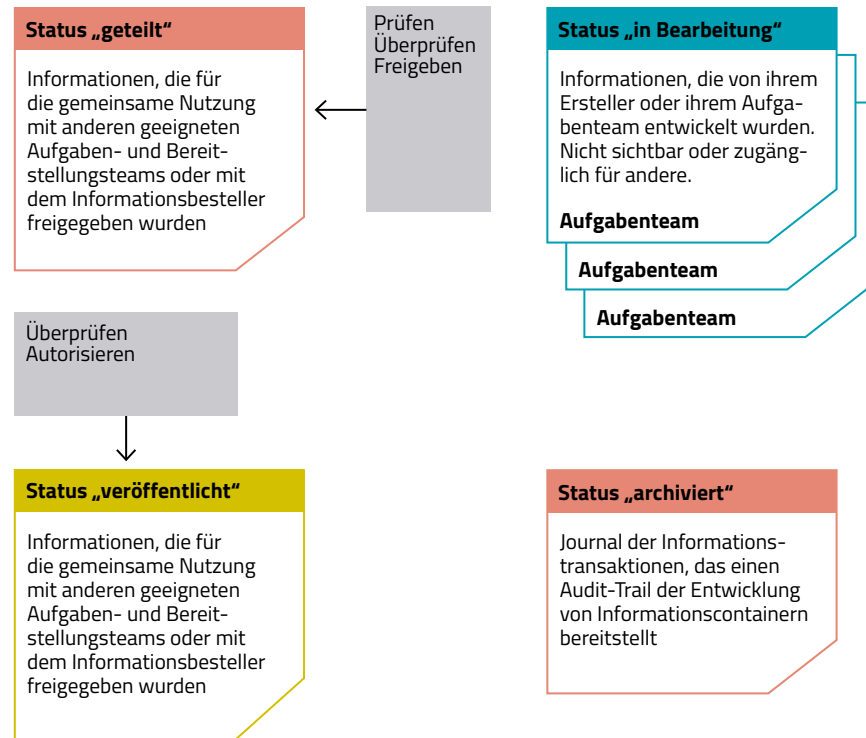 Status „geteilt“
Informationen, die für
die gemeinsame Nutzung
mit anderen geeigneten
Aufgaben- und Bereit-
stellungsteams oder mit
dem Informationsbesteller
freigegeben wurden
Prüfen
Überprüfen
Freigeben
Status „in Bearbeitung“
Informationen, die von ihrem
Ersteller oder ihrem Aufga-
benteam entwickelt wurden.
Nicht sichtbar oder zugäng-
lich für andere.
Aufgabenteam
Aufgabenteam
Aufgabenteam
Überprüfen
Autorisieren
Status „veröffentlicht“
Informationen, die für
die gemeinsame Nutzung
mit anderen geeigneten
Aufgaben- und Bereit-
stellungsteams oder mit
dem Informationsbesteller
freigegeben wurden
Status „archiviert“
Journal der Informations-
transaktionen, das einen
Audit-Trail der Entwicklung
von Informationscontainern
bereitstellt